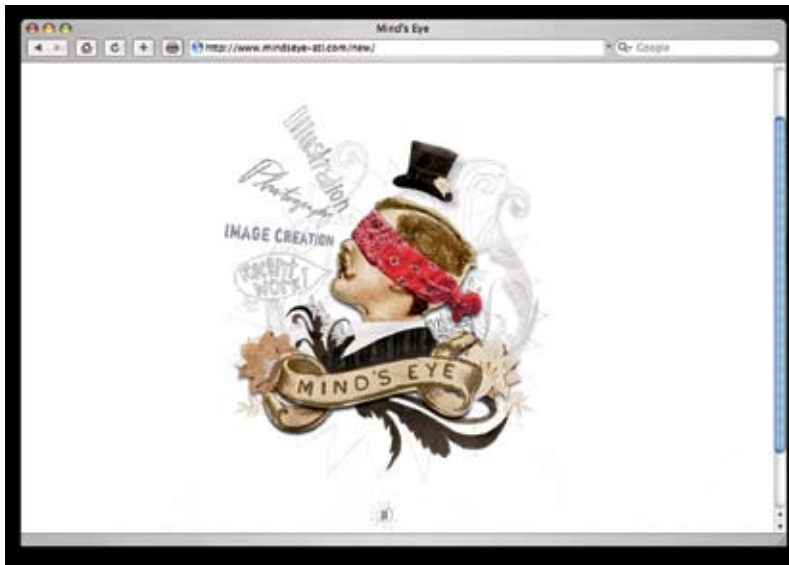 Mind's Eye
http://www.mindseye-atl.com/new/
Google
Illustration
Photography
IMAGE CREATION
RECENT
WORK!
MIND'S EYE